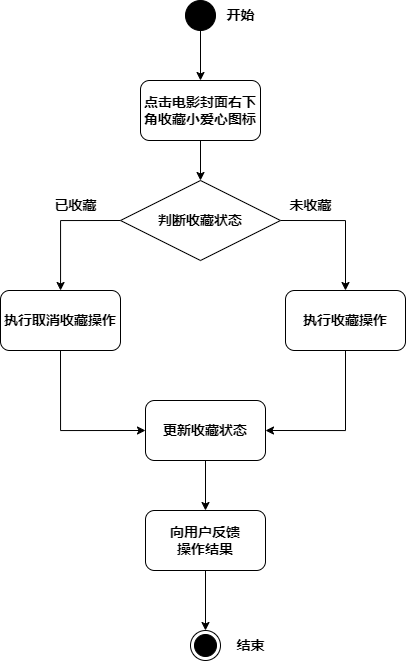 开始
点击电影封面右下
角收藏小爱心图标
已收藏
判断收藏状态
未收藏
执行取消收藏操作
执行收藏操作
更新收藏状态
向用户反馈
操作结果
结束